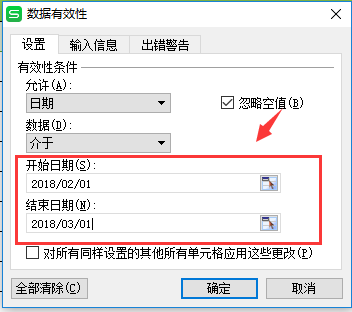 S 数据有效性
设置 输入信息 出错警告
有效性条件
允许(A):
日期 忽略空值(B)
数据(D):
介于
开始日期(S):
2018/02/01
结束日期(N):
2018/03/01
对所有同样设置的其他所有单元格应用这些更改(P)
全部清除(C) 确定 取消